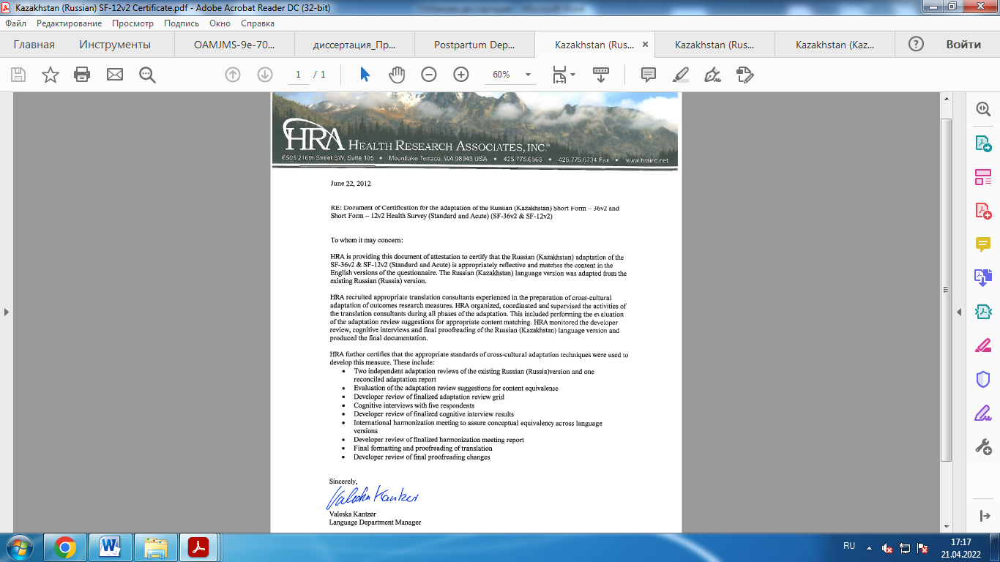 Kazakhstan (Russian) SF-12v2 Certificate.pdf - Adobe Acrobat Reader DC (32-bit)
Файл Редактирование Просмотр Подпись Окно Справка
Главная Инструменты OAMJMS-9e-70... диссертация_Пр... Postpartum Dep... Kazakhstan (Rus... Kazakhstan (Rus... Kazakhstan (Kaz... Войти
1 / 1 60%
HRA HEALTH RESEARCH ASSOCIATES, INC.
6505 216th Street SW, Suite 105 • Mountlake Terrace, WA 98043 USA • 425.775.6565 • 425.775.6734 Fax • www.hrainc.net
June 22, 2012
RE: Document of Certification for the adaptation of the Russian (Kazakhstan) Short Form – 36v2 and
Short Form – 12v2 Health Survey (Standard and Acute) (SF-36v2 & SF-12v2)
To whom it may concern:
HRA is providing this document of attestation to certify that the Russian (Kazakhstan) adaptation of the
SF-36v2 & SF-12v2 (Standard and Acute) is appropriately reflective and matches the content in the
English versions of the questionnaire. The Russian (Kazakhstan) language version was adapted from the
existing Russian (Russia) version.
HRA recruited appropriate translation consultants experienced in the preparation of cross-cultural
adaptation of outcomes research measures. HRA organized, coordinated and supervised the activities of
the translation consultants during all phases of the adaptation. This included performing the evaluation
of the adaptation review suggestions for appropriate content matching. HRA monitored the developer
review, cognitive interviews and final proofreading of the Russian (Kazakhstan) language version and
produced the final documentation.
HRA further certifies that the appropriate standards of cross-cultural adaptation techniques were used to
develop this measure. These include:
• Two independent adaptation reviews of the existing Russian (Russia)version and one
reconciled adaptation report
• Evaluation of the adaptation review suggestions for content equivalence
• Developer review of finalized adaptation review grid
• Cognitive interviews with five respondents
• Developer review of finalized cognitive interview results
• International harmonization meeting to assure conceptual equivalency across language
versions
• Developer review of finalized harmonization meeting report
• Final formatting and proofreading of translation
• Developer review of final proofreading changes
Sincerely,
Valeska Kantzer
Valeska Kantzer
Language Department Manager
RU 17:17
21.04.2022